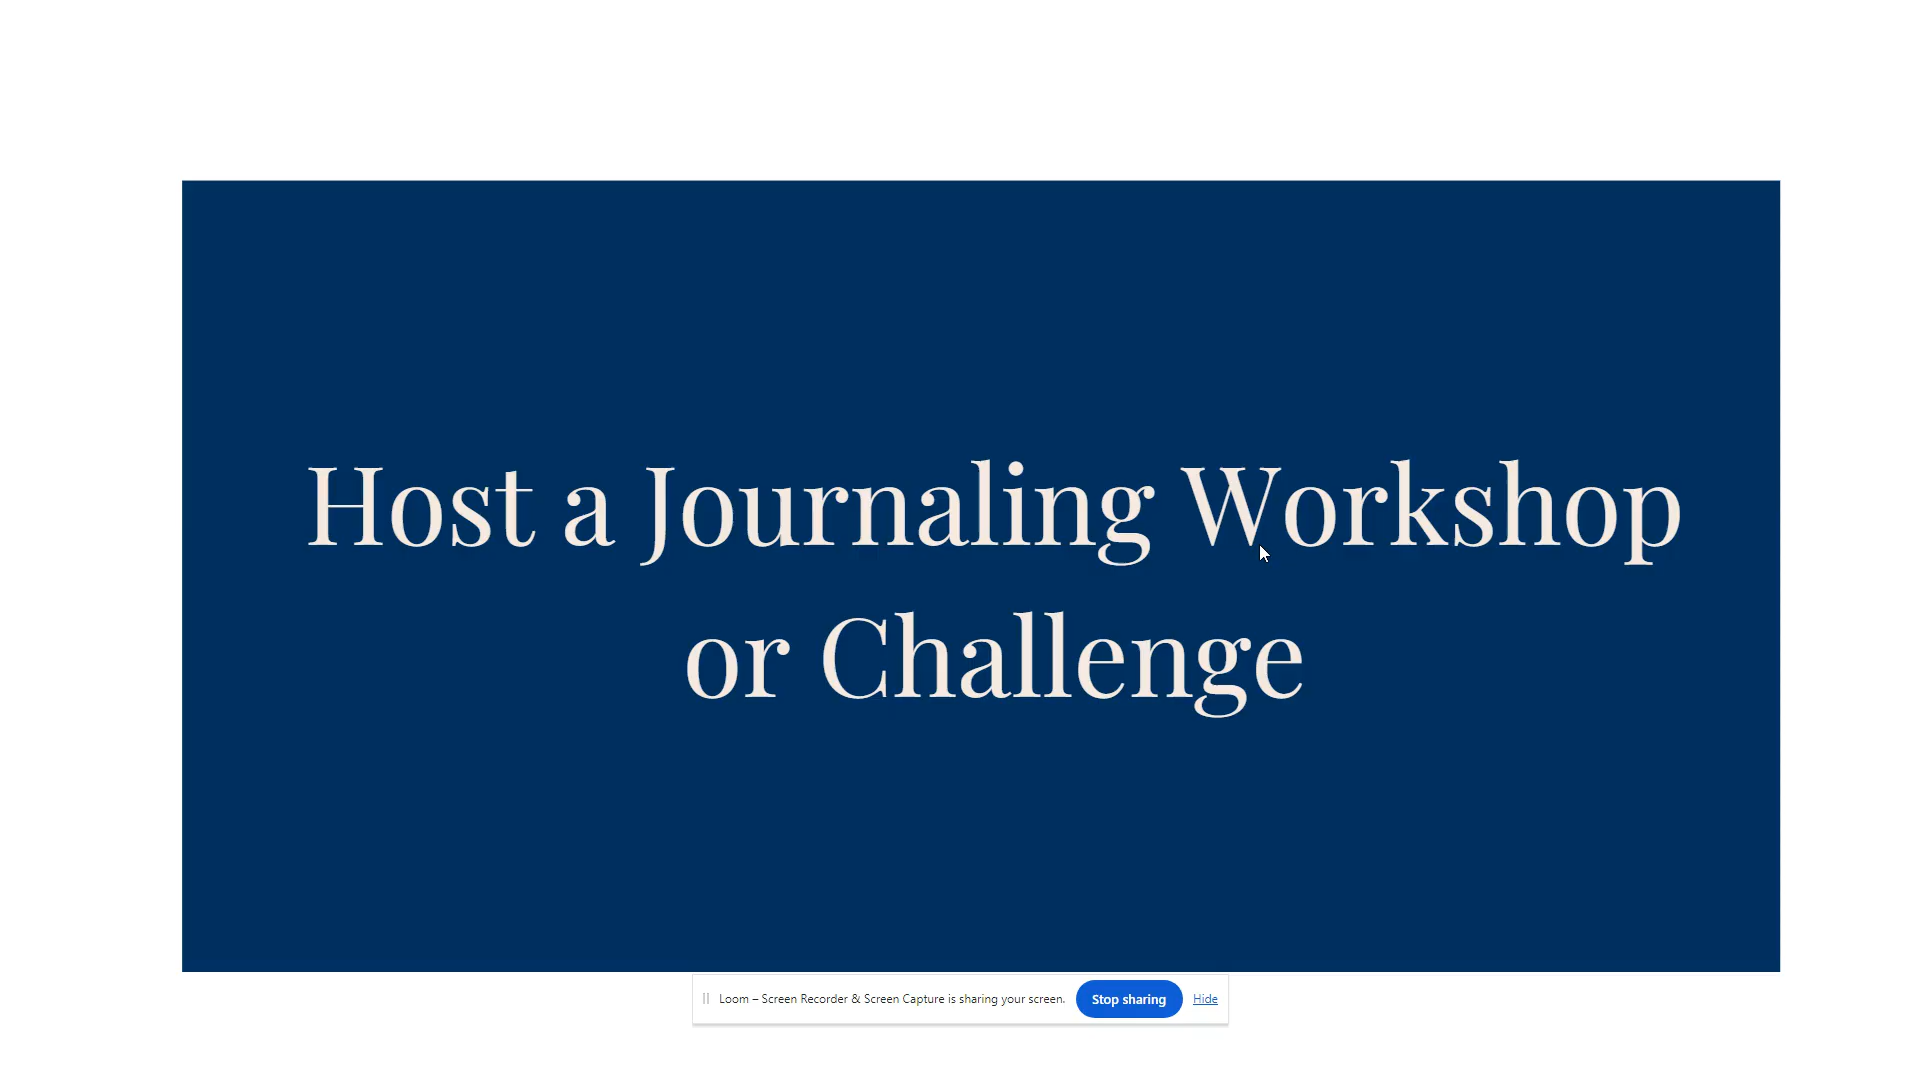 Host a Journaling Workshop
or Challenge
Loom – Screen Recorder & Screen Capture is sharing your screen. Stop sharing Hide